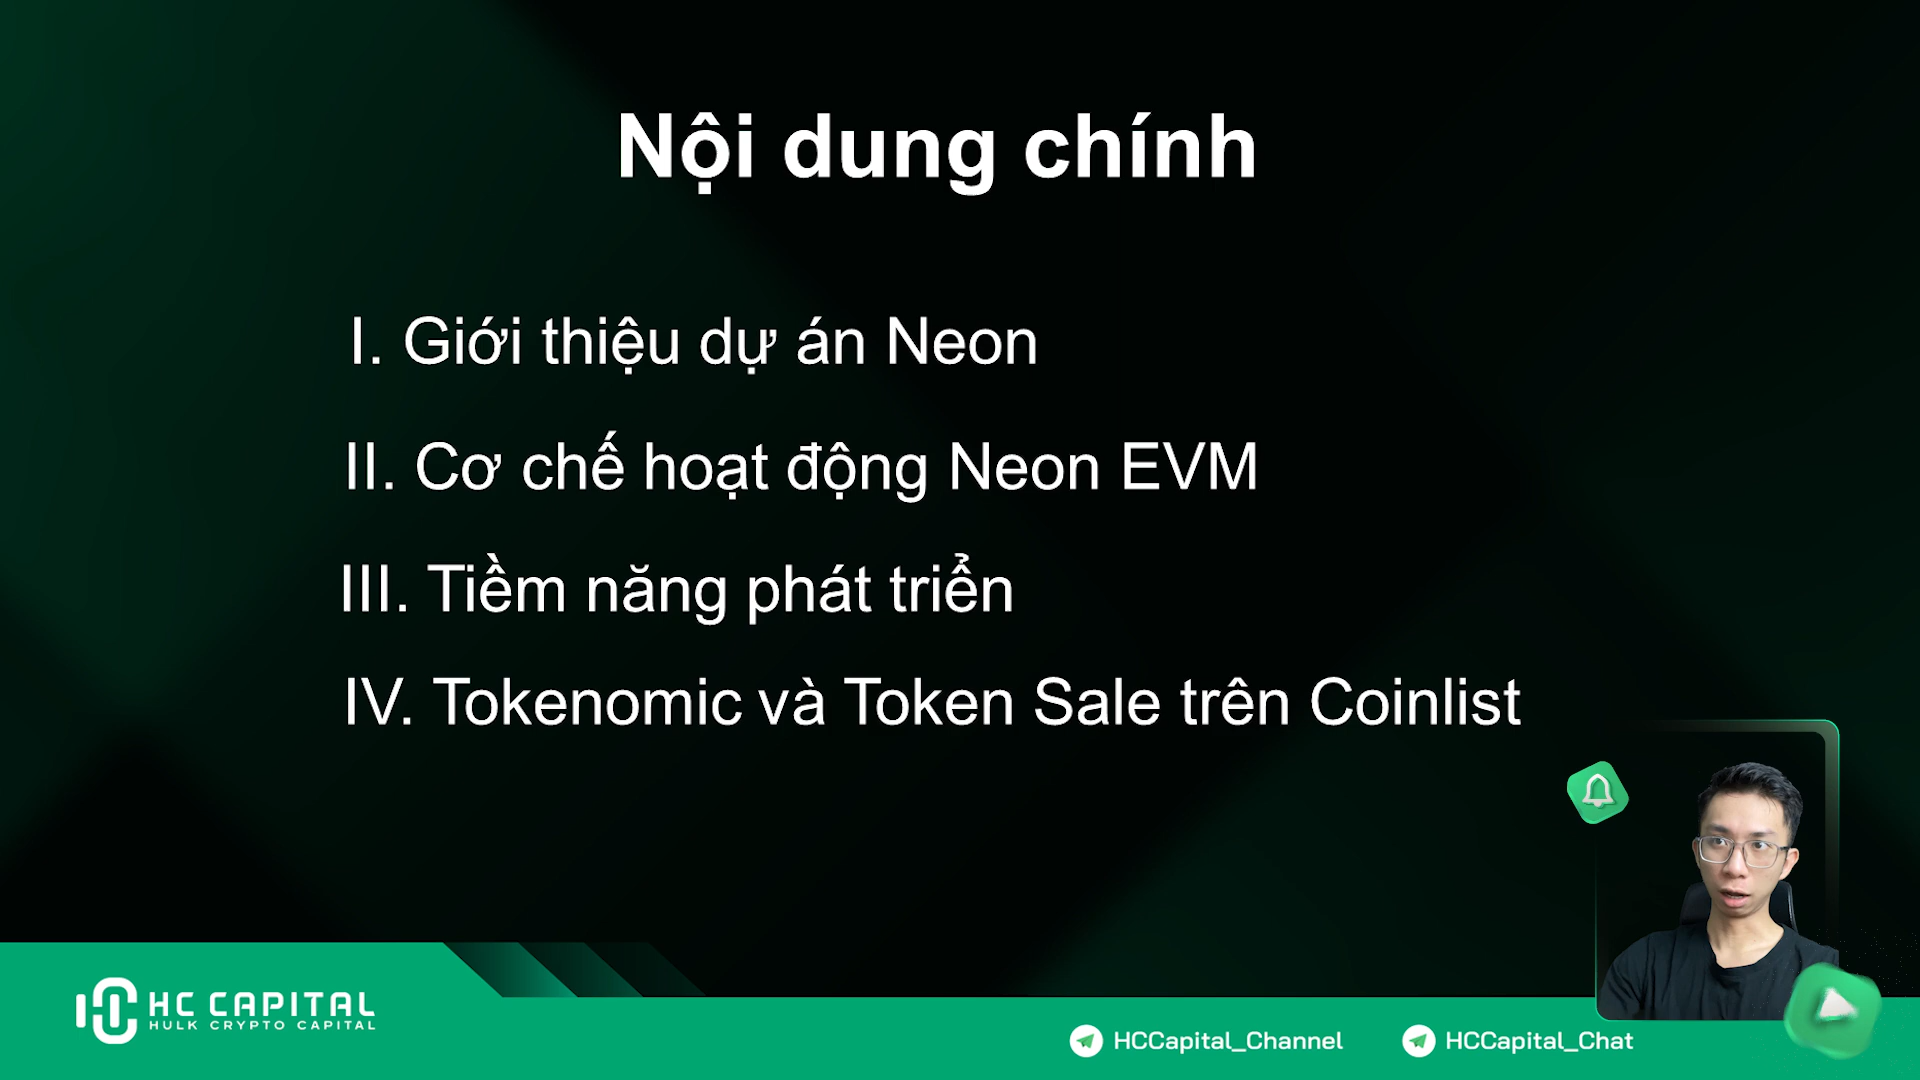 Nội dung chính
I. Giới thiệu dự án Neon
II. Cơ chế hoạt động Neon EVM
III. Tiềm năng phát triển
IV. Tokenomic và Token Sale trên Coinlist
HC CAPITAL
HULK CRYPTO CAPITAL
HCCapital_Channel
HCCapital_Chat